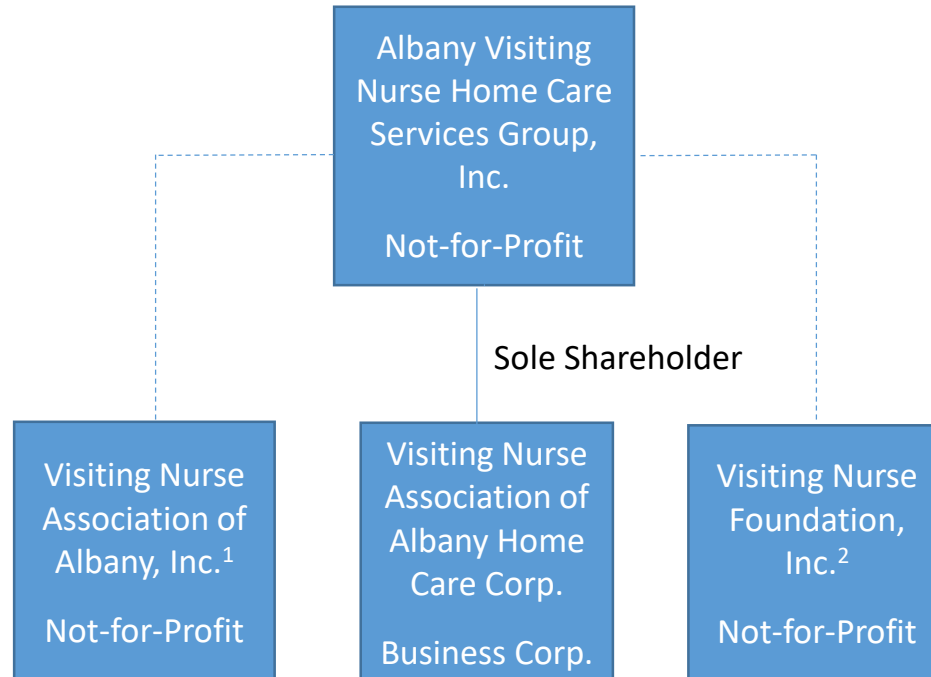 Albany Visiting
Nurse Home Care
Services Group,
Inc.
Not-for-Profit
Sole Shareholder
Visiting Nurse
Association of
Albany, Inc.¹
Not-for-Profit
Visiting Nurse
Association of
Albany Home
Care Corp.
Business Corp.
Visiting Nurse
Foundation,
Inc.²
Not-for-Profit